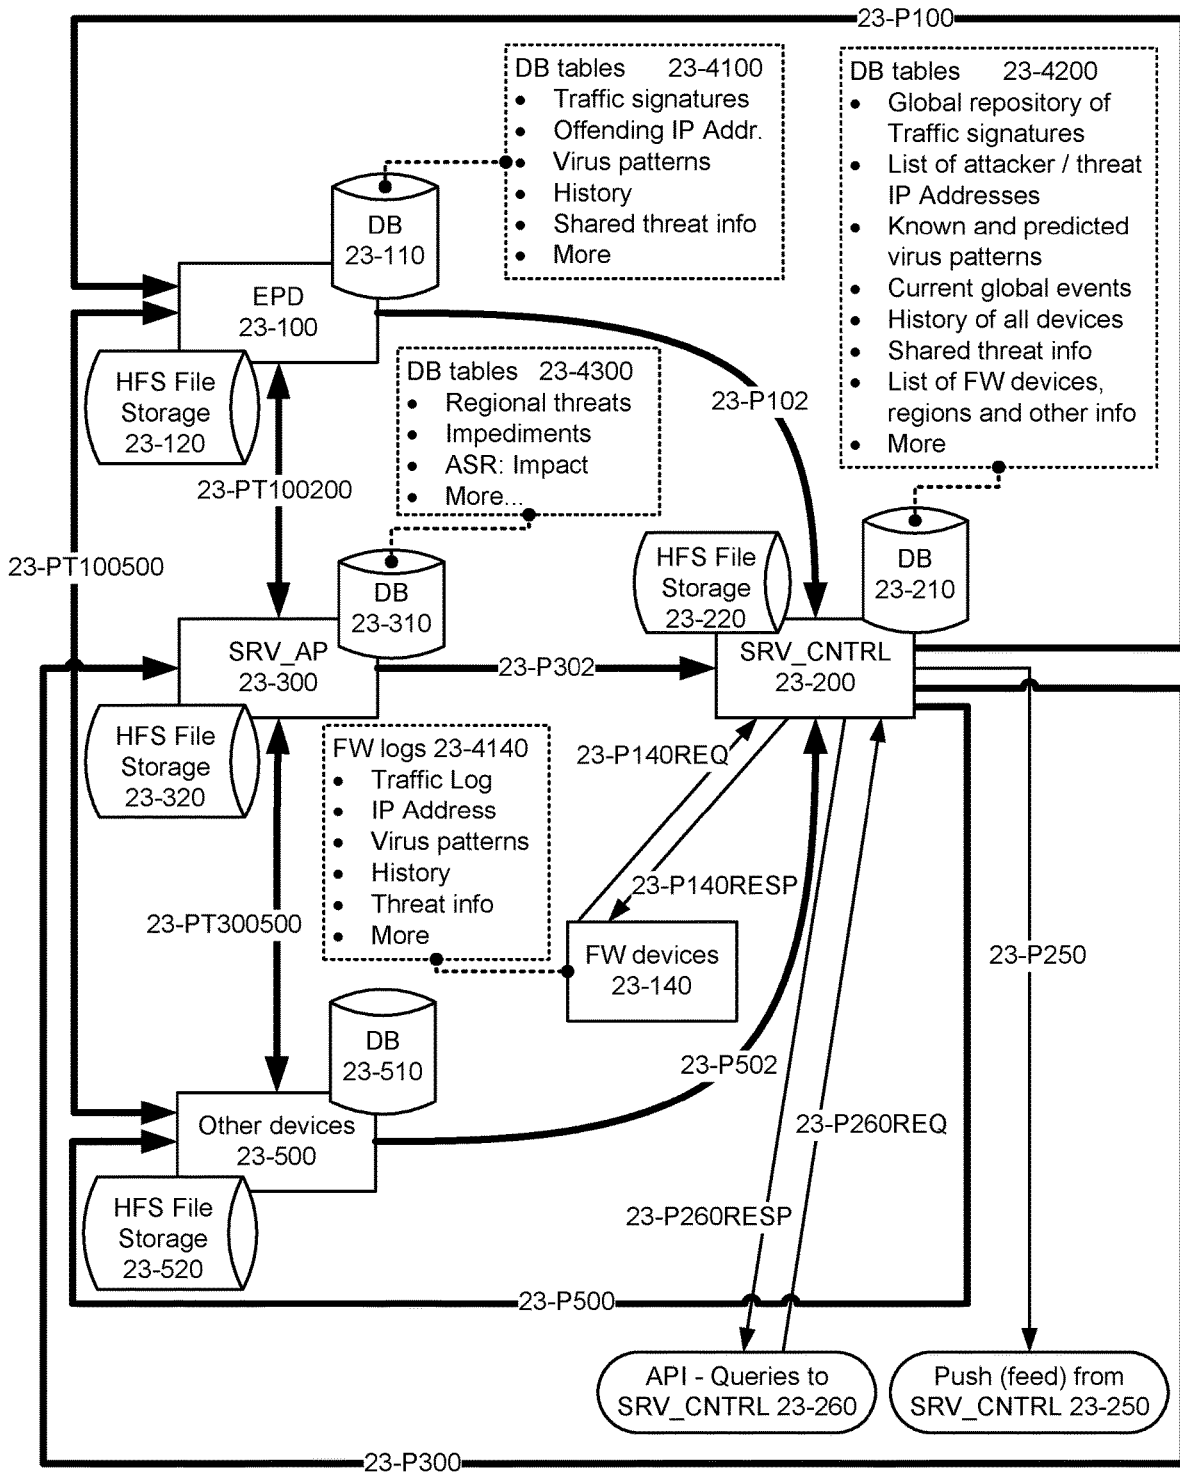 23-P100
DB tables 23-4100
• Traffic signatures
• Offending IP Addr.
• Virus patterns
• History
• Shared threat info
• More
DB tables 23-4200
• Global repository of
Traffic signatures
• List of attacker / threat
IP Addresses
• Known and predicted
virus patterns
• Current global events
• History of all devices
• Shared threat info
• List of FW devices,
regions and other info
• More
DB
23-110
EPD
23-100
HFS File
Storage
23-120
DB tables 23-4300
• Regional threats
• Impediments
• ASR: Impact
• More...
23-P102
23-PT100200
23-PT100500
DB
23-310
HFS File
Storage
23-220
DB
23-210
SRV_AP
23-300
23-P302
SRV_CNTRL
23-200
HFS File
Storage
23-320
FW logs 23-4140
• Traffic Log
• IP Address
• Virus patterns
• History
• Threat info
• More
23-P140REQ
23-P140RESP
23-PT300500
FW devices
23-140
23-P250
DB
23-510
23-P502
Other devices
23-500
23-P260REQ
HFS File
Storage
23-520
23-P260RESP
23-P500
API - Queries to
SRV_CNTRL 23-260
Push (feed) from
SRV_CNTRL 23-250
23-P300